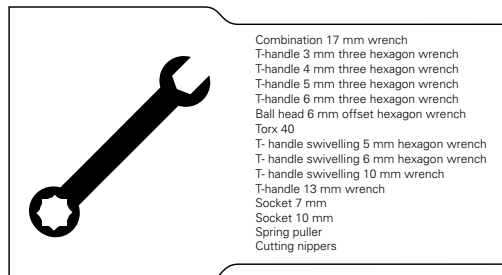 Combination 17 mm wrench
T-handle 3 mm three hexagon wrench
T-handle 4 mm three hexagon wrench
T-handle 5 mm three hexagon wrench
T-handle 6 mm three hexagon wrench
Ball head 6 mm offset hexagon wrench
Torx 40
T- handle swivelling 5 mm hexagon wrench
T- handle swivelling 6 mm hexagon wrench
T- handle swivelling 10 mm wrench
T-handle 13 mm wrench
Socket 7 mm
Socket 10 mm
Spring puller
Cutting nippers